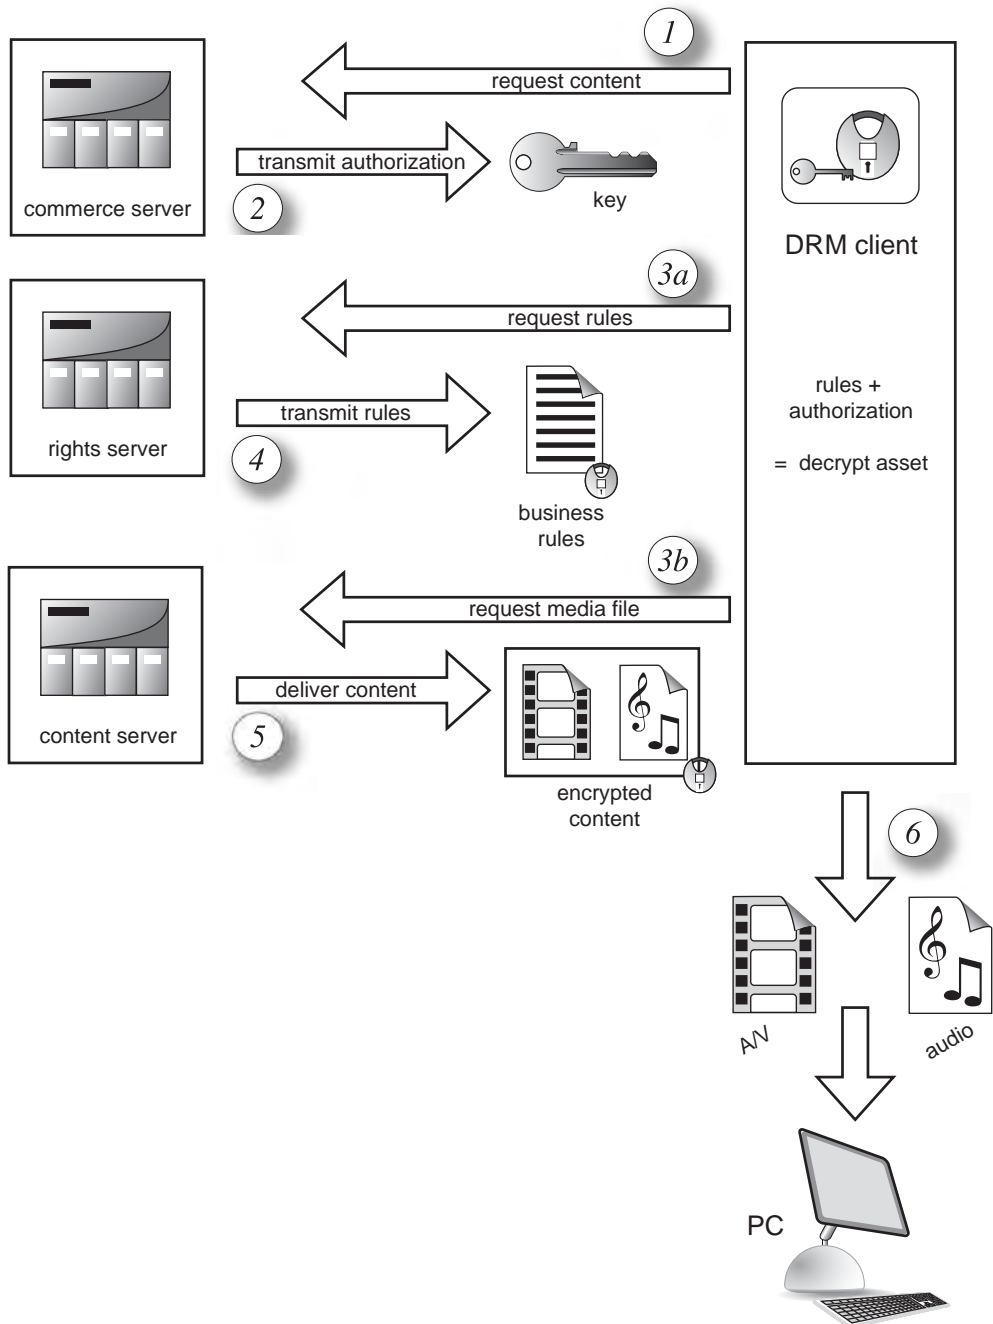 1
request content
transmit authorization
key
2
commerce server
DRM client
3a
request rules
rules +
authorization
= decrypt asset
transmit rules
4
rights server
business
rules
3b
request media file
deliver content
5
content server
encrypted
content
6
A/V
audio
PC